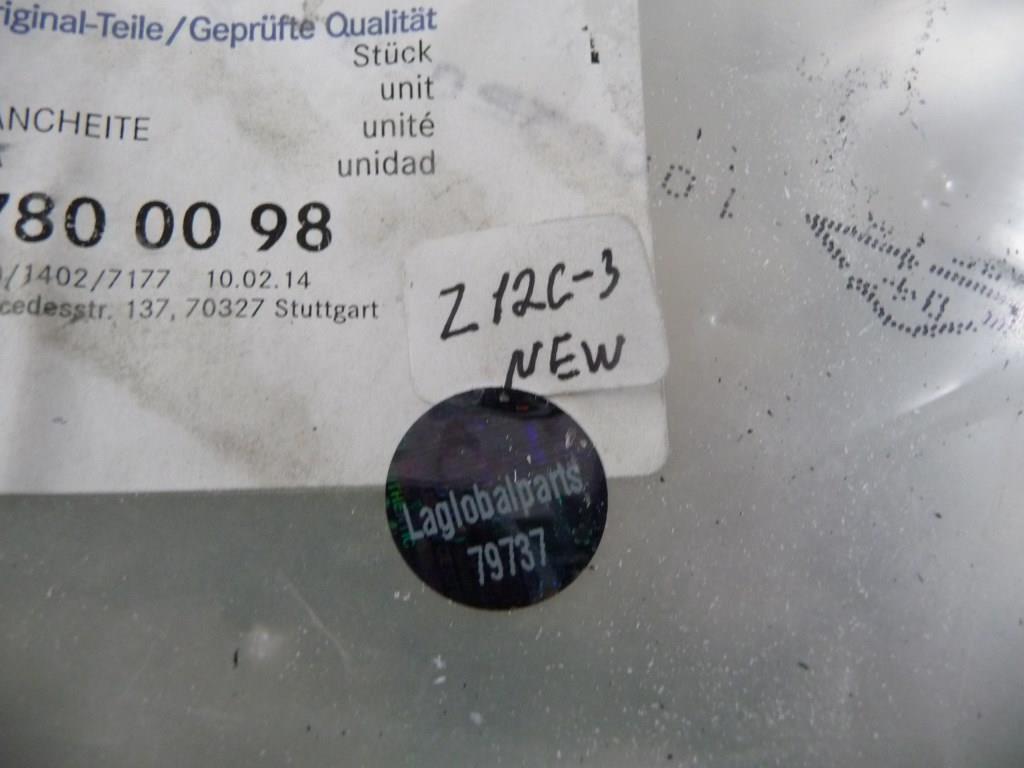 riginal-Teile/Geprüfte Qualität
Stück
unit
ANCHEITE
unité
unidad
780 00 98
/1402/7177 10.02.14
cedesstr. 137, 70327 Stuttgart
Z12C-3
NEW
Laglobalparts
79737